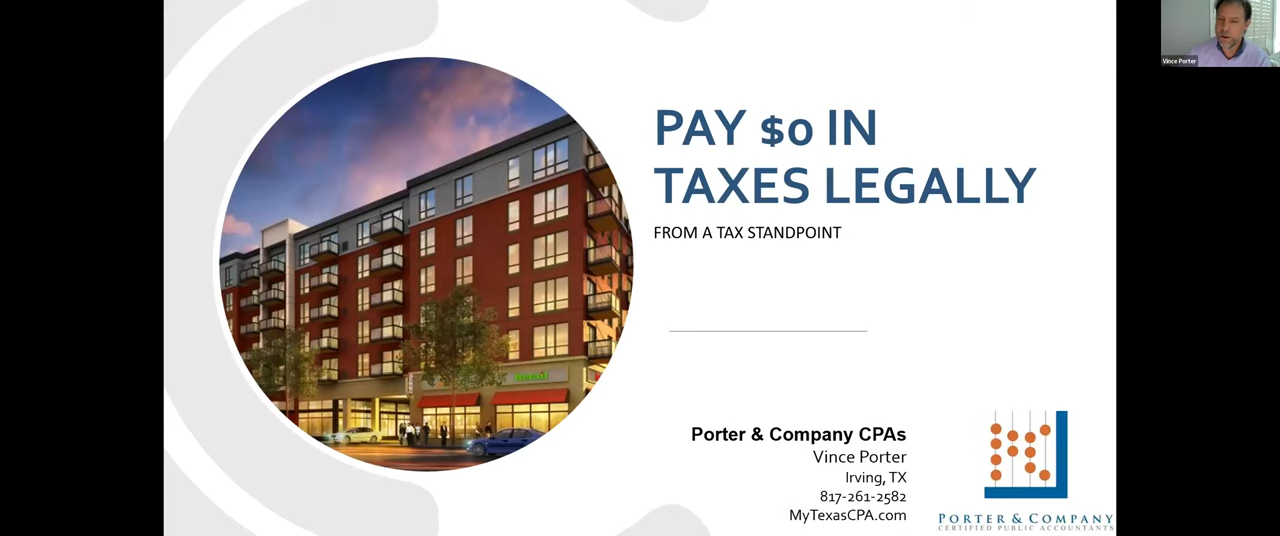 Vince Porter
PAY $0 IN
TAXES LEGALLY
FROM A TAX STANDPOINT
Retail
Porter & Company CPAs
Vince Porter
Irving, TX
817-261-2582
MyTexasCPA.com
PORTER & COMPANY
CERTIFIED PUBLIC ACCOUNTANTS